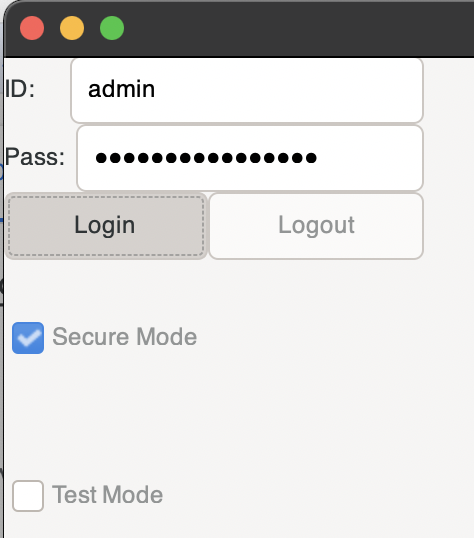 ID: admin
Pass: ••••••••••••••••
Login Logout
Secure Mode
Test Mode